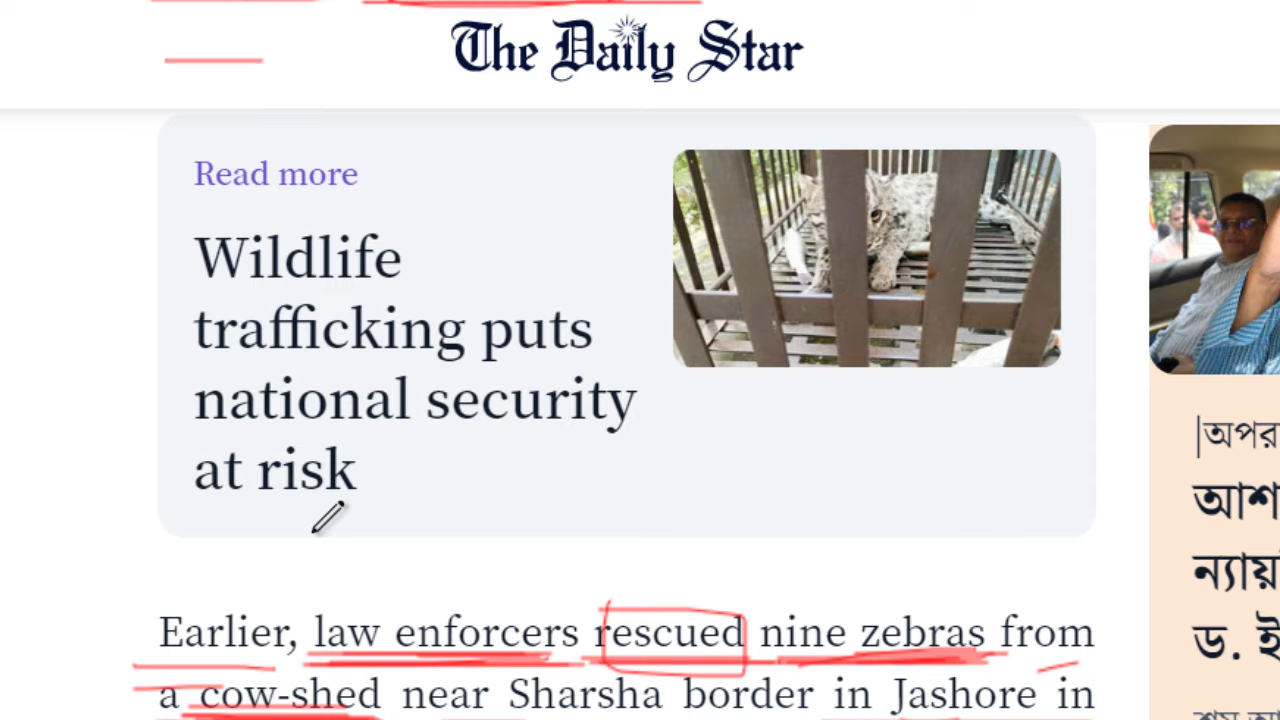 The Daily Star
Read more
Wildlife
trafficking puts
national security
at risk
Earlier, law enforcers rescued nine zebras from
a cow-shed near Sharsha border in Jashore in
আশ
ন্যায়
ড. ই